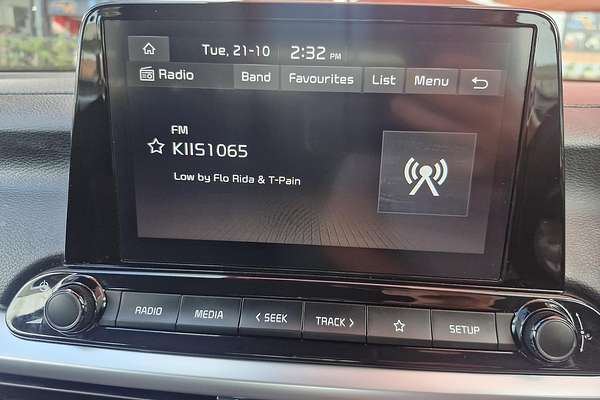 Tue, 21-10 2:32 PM
Radio Band Favourites List Menu
FM
KIIS1065
Low by Flo Rida & T-Pain
RADIO MEDIA < SEEK TRACK > SETUP